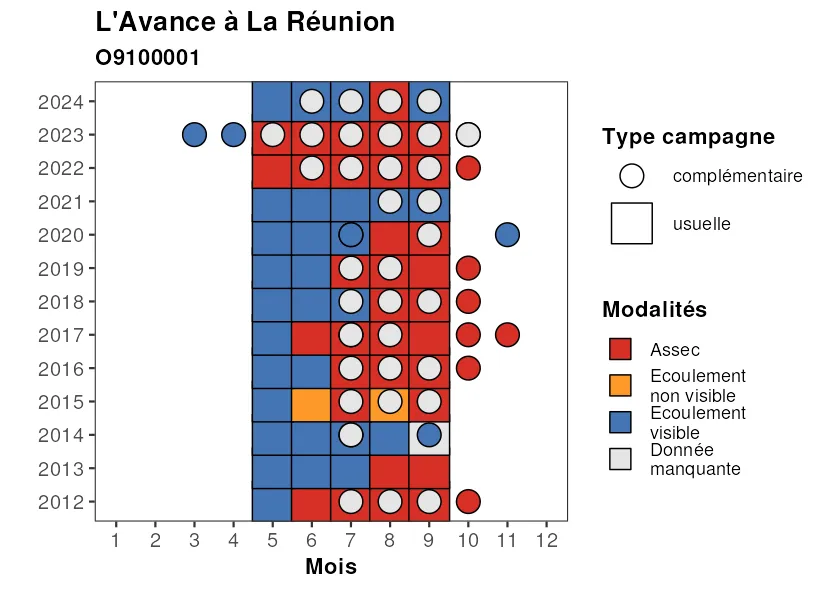 L'Avance à La Réunion
O9100001
2024
2023
2022
2021
2020
2019
2018
2017
2016
2015
2014
2013
2012
1 2 3 4 5 6 7 8 9 10 11 12
Mois
Type campagne
complémentaire
usuelle
Modalités
Assec
Ecoulement
non visible
Ecoulement
visible
Donnée
manquante